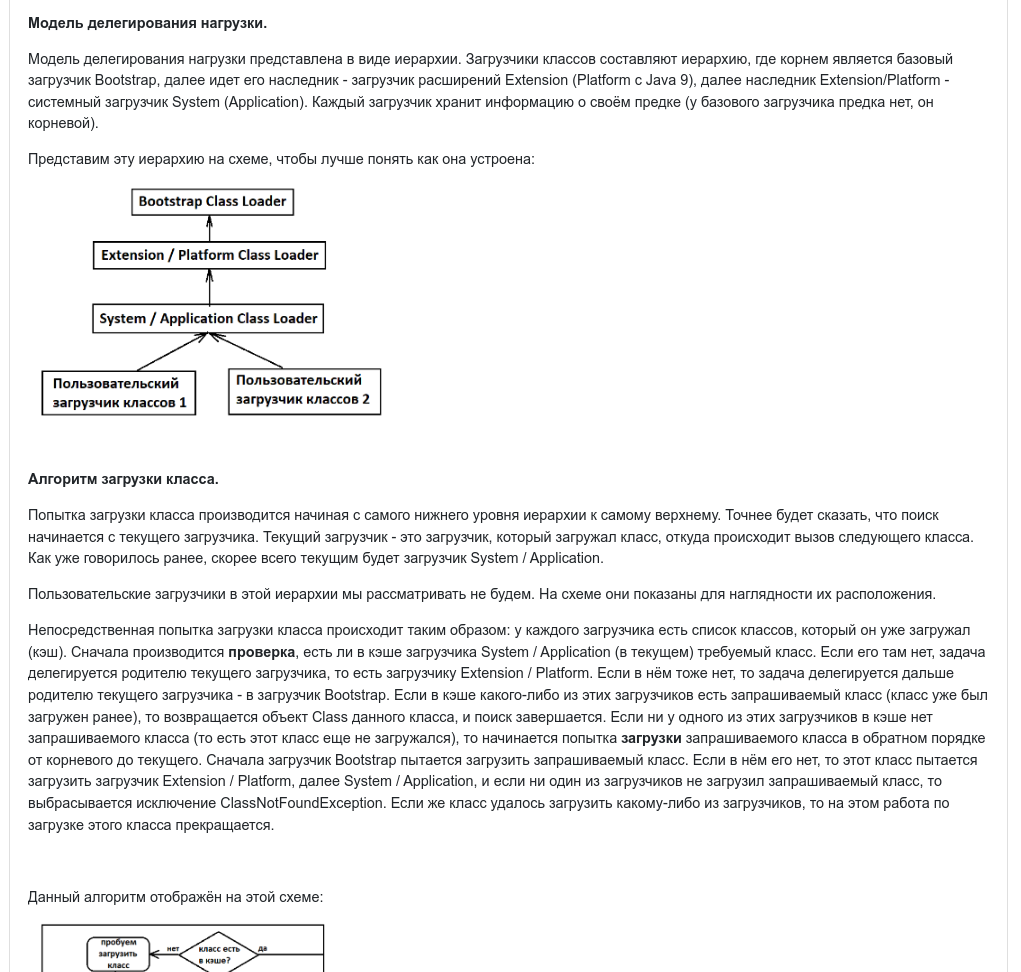 Модель делегирования нагрузки.
Модель делегирования нагрузки представлена в виде иерархии. Загрузчики классов составляют иерархию, где корнем является базовый
загрузчик Bootstrap, далее идет его наследник - загрузчик расширений Extension (Platform с Java 9), далее наследник Extension/Platform -
системный загрузчик System (Application). Каждый загрузчик хранит информацию о своём предке (у базового загрузчика предка нет, он
корневой).
Представим эту иерархию на схеме, чтобы лучше понять как она устроена:
Bootstrap Class Loader
Extension / Platform Class Loader
System / Application Class Loader
Пользовательский
загрузчик классов 1
Пользовательский
загрузчик классов 2
Алгоритм загрузки класса.
Попытка загрузки класса производится начиная с самого нижнего уровня иерархии к самому верхнему. Точнее будет сказать, что поиск
начинается с текущего загрузчика. Текущий загрузчик - это загрузчик, который загружал класс, откуда происходит вызов следующего класса.
Как уже говорилось ранее, скорее всего текущим будет загрузчик System / Application.
Пользовательские загрузчики в этой иерархии мы рассматривать не будем. На схеме они показаны для наглядности их расположения.
Непосредственная попытка загрузки класса происходит таким образом: у каждого загрузчика есть список классов, который он уже загружал
(кэш). Сначала производится проверка, есть ли в кэше загрузчика System / Application (в текущем) требуемый класс. Если его там нет, задача
делегируется родителю текущего загрузчика, то есть загрузчику Extension / Platform. Если в нём тоже нет, то задача делегируется дальше
родителю текущего загрузчика - в загрузчик Bootstrap. Если в кэше какого-либо из этих загрузчиков есть запрашиваемый класс (класс уже был
загружен ранее), то возвращается объект Class данного класса, и поиск завершается. Если ни у одного из этих загрузчиков в кэше нет
запрашиваемого класса (то есть этот класс еще не загружался), то начинается попытка загрузки запрашиваемого класса в обратном порядке
от корневого до текущего. Сначала загрузчик Bootstrap пытается загрузить запрашиваемый класс. Если в нём его нет, то этот класс пытается
загрузить загрузчик Extension / Platform, далее System / Application, и если ни один из загрузчиков не загрузил запрашиваемый класс, то
выбрасывается исключение ClassNotFoundException. Если же класс удалось загрузить какому-либо из загрузчиков, то на этом работа по
загрузке этого класса прекращается.
Данный алгоритм отображён на этой схеме:
пробуем
загрузить
класс
нет
класс есть
в кэше?
да